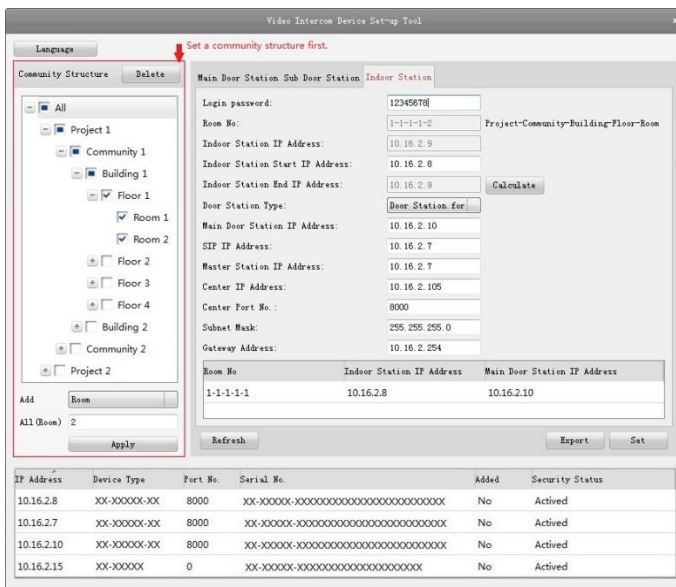 Video Intercom Device Set-up Tool
Language
Set a community structure first.
Community Structure Delete
All
Project 1
Community 1
Building 1
Floor 1
Room 1
Room 2
Floor 2
Floor 3
Floor 4
Building 2
Community 2
Project 2
Add Room
All(Room) 2
Apply
Main Door Station Sub Door Station Indoor Station
Login password: 12345678
Room No: 1-1-1-1-2 Project-Community-Building-Floor-Room
Indoor Station IP Address: 10.16.2.9
Indoor Station Start IP Address: 10.16.2.8
Indoor Station End IP Address: 10.16.2.9 Calculate
Door Station Type: Door Station for
Main Door Station IP Address: 10.16.2.10
SIP IP Address: 10.16.2.7
Master Station IP Address: 10.16.2.7
Center IP Address: 10.16.2.105
Center Port No.: 8000
Subnet Mask: 255.255.255.0
Gateway Address: 10.16.2.254
Room No Indoor Station IP Address Main Door Station IP Address
1-1-1-1-1 10.16.2.8 10.16.2.10
Refresh Export Set
IP Address Device Type Port No. Serial No. Added Security Status
10.16.2.8 XX-XXXXX-XX 8000 XX-XXXXX-XXXXXXXXXXXXXXXXXXXXXXXX No Actived
10.16.2.7 XX-XXXXX-XX 8000 XX-XXXXX-XXXXXXXXXXXXXXXXXXXXXXXX No Actived
10.16.2.10 XX-XXXXX-XX 8000 XX-XXXXX-XXXXXXXXXXXXXXXXXXXXXXXX No Actived
10.16.2.15 XX-XXXXX 0 XX-XXXXX-XXXXXXXXXXXXXXXXXXXX No Actived